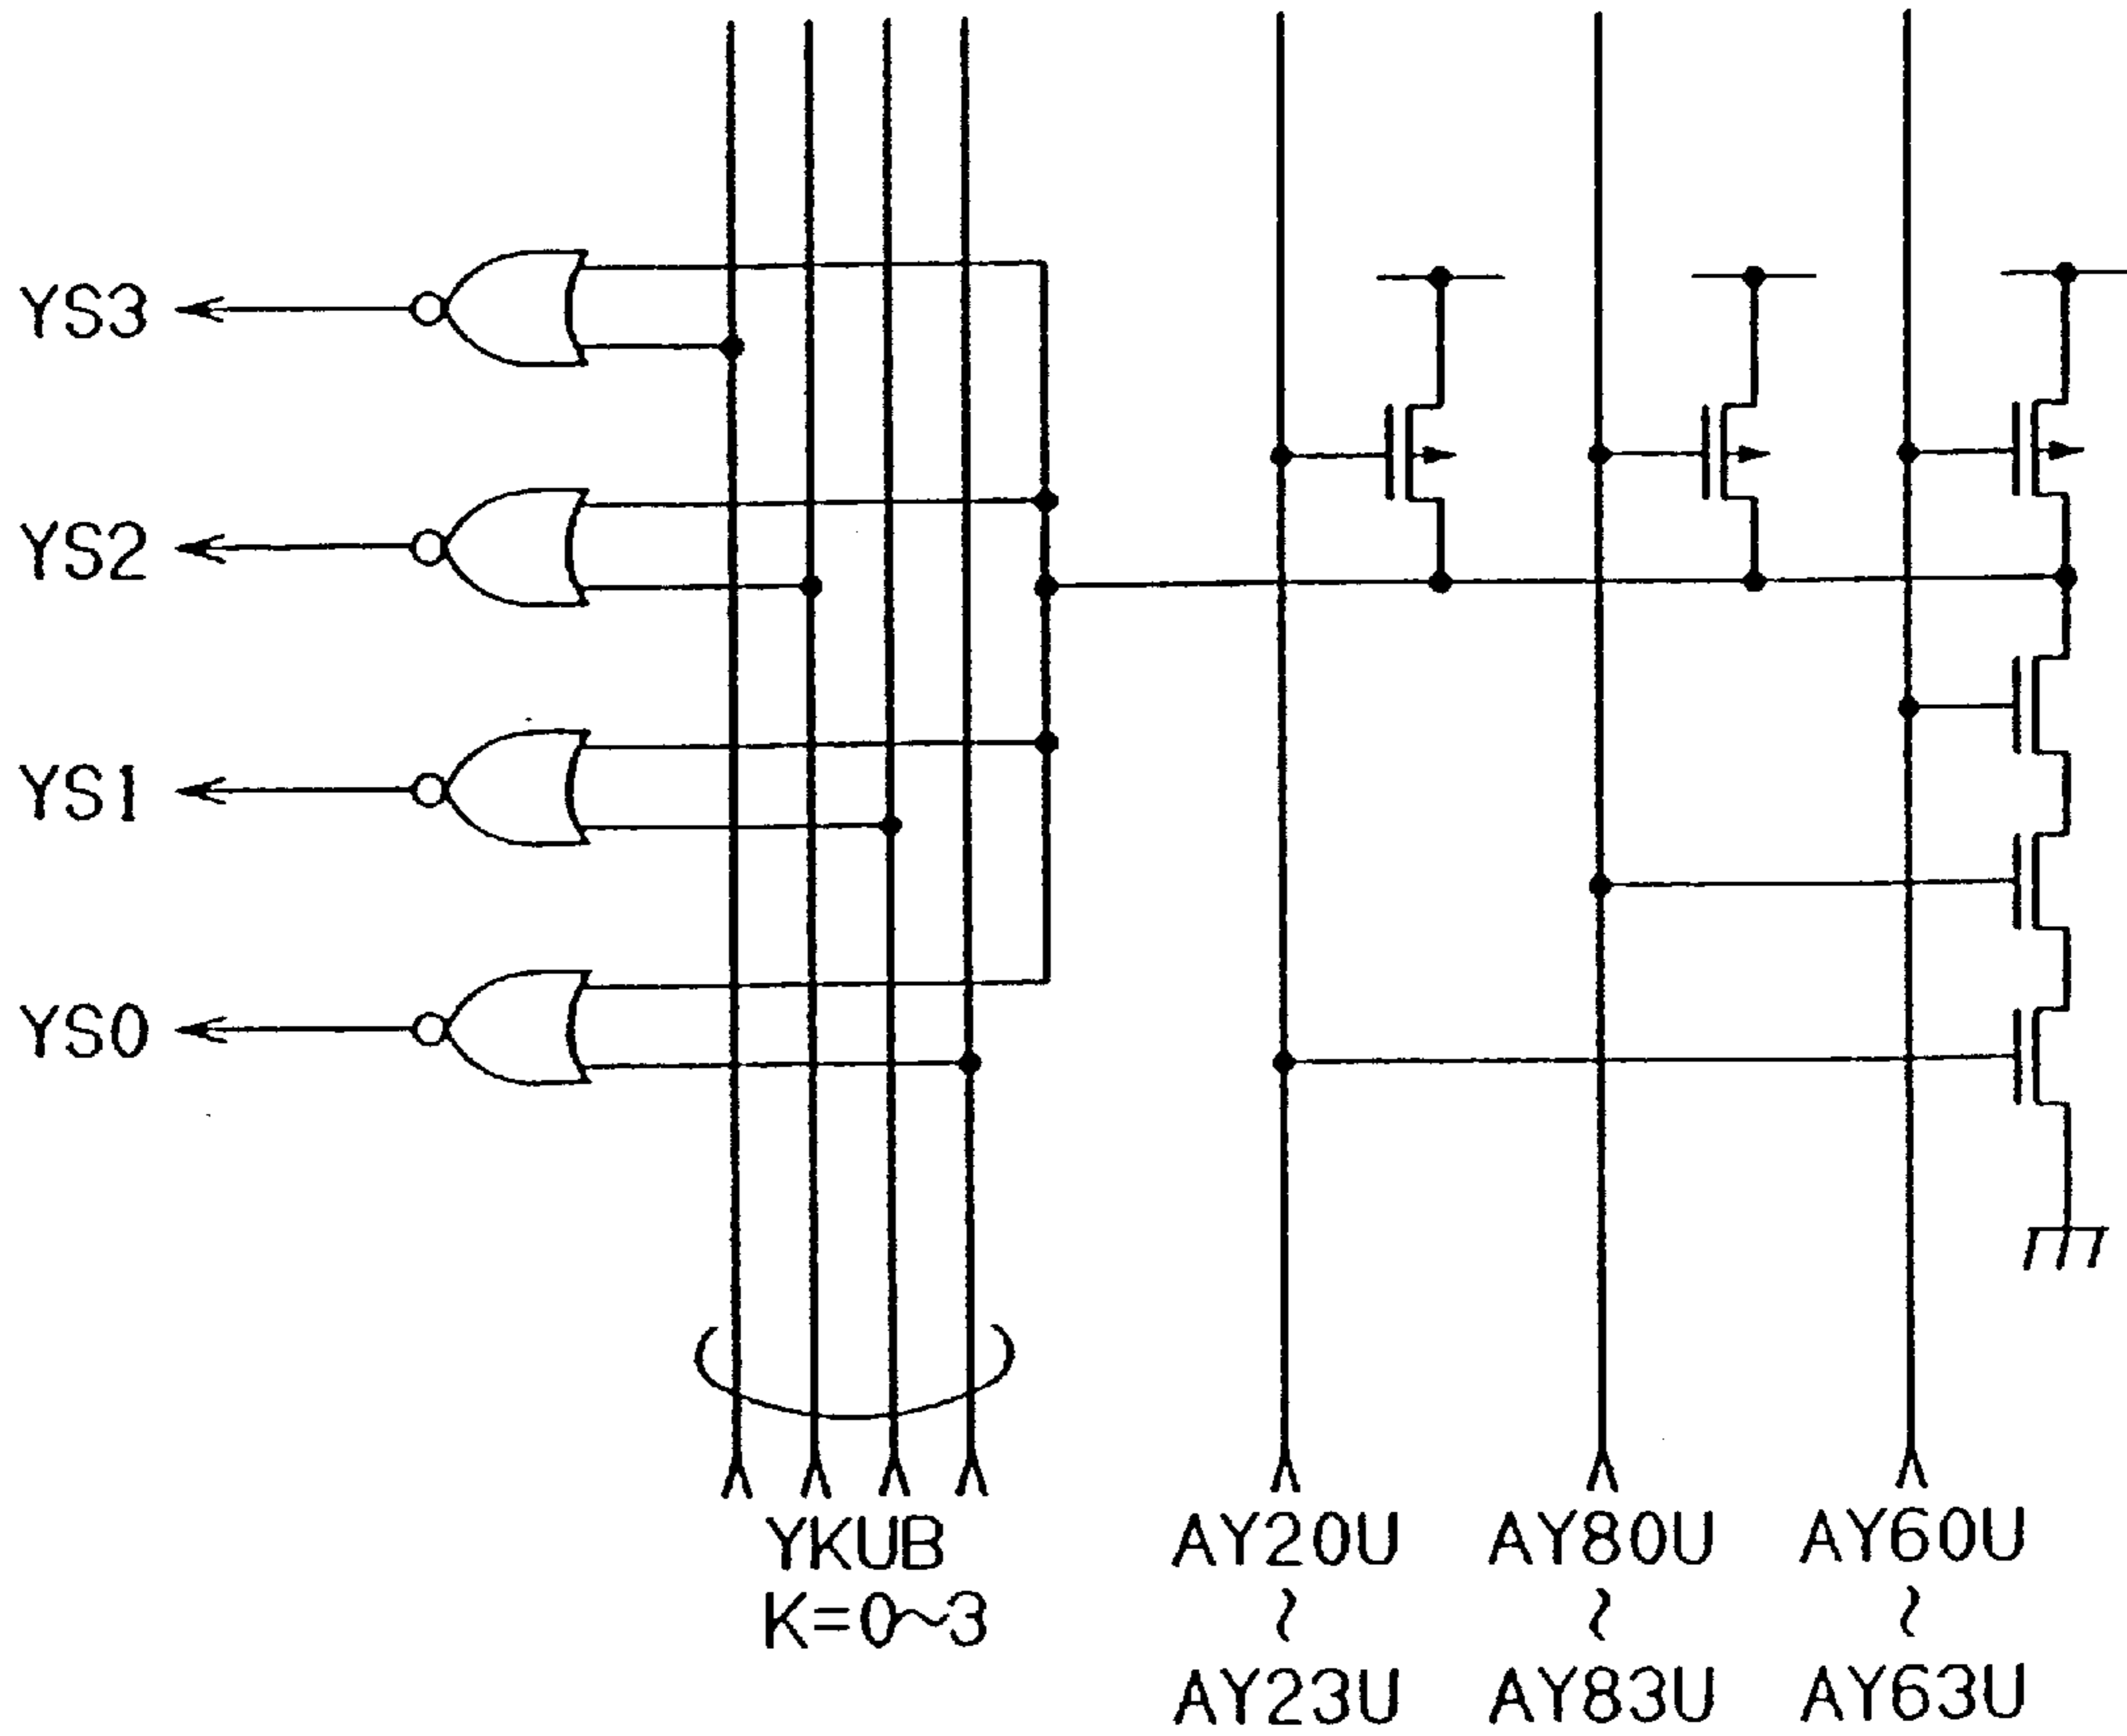 YS3
YS2
YS1
YS0
YKUB
K=0~3
AY20U
~
AY23U
AY80U
~
AY83U
AY60U
~
AY63U